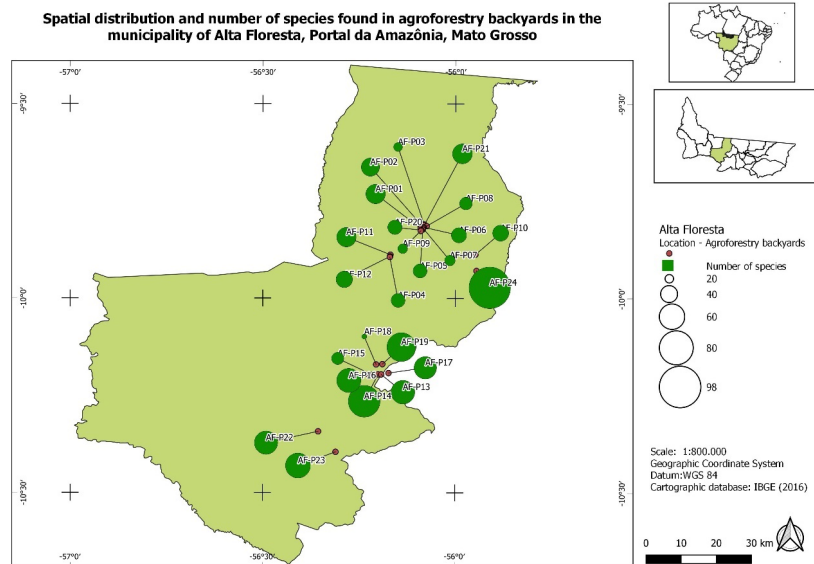 Spatial distribution and number of species found in agroforestry backyards in the
municipality of Alta Floresta, Portal da Amazônia, Mato Grosso
-57°0'
-56°30'
-56°0'
-9°30'
-9°30'
AF-P03
AF-P21
AF-P02
AF-P01
AF-P08
AF-P20
AF-P06
AF-P10
AF-P11
AF-P09
AF-P07
AF-P05
AF-P12
AF-P24
AF-P04
-10°0'
-10°0'
AF-P18
AF-P19
AF-P15
AF-P17
AF-P16
AF-P13
AF-P14
AF-P22
AF-P23
-10°30'
-10°30'
-57°0'
-56°30'
-56°0'
Alta Floresta
Location - Agroforestry backyards
Number of species
20
40
60
80
98
Scale: 1:800.000
Geographic Coordinate System
Datum:WGS 84
Cartographic database: IBGE (2016)
0 10 20 30 km